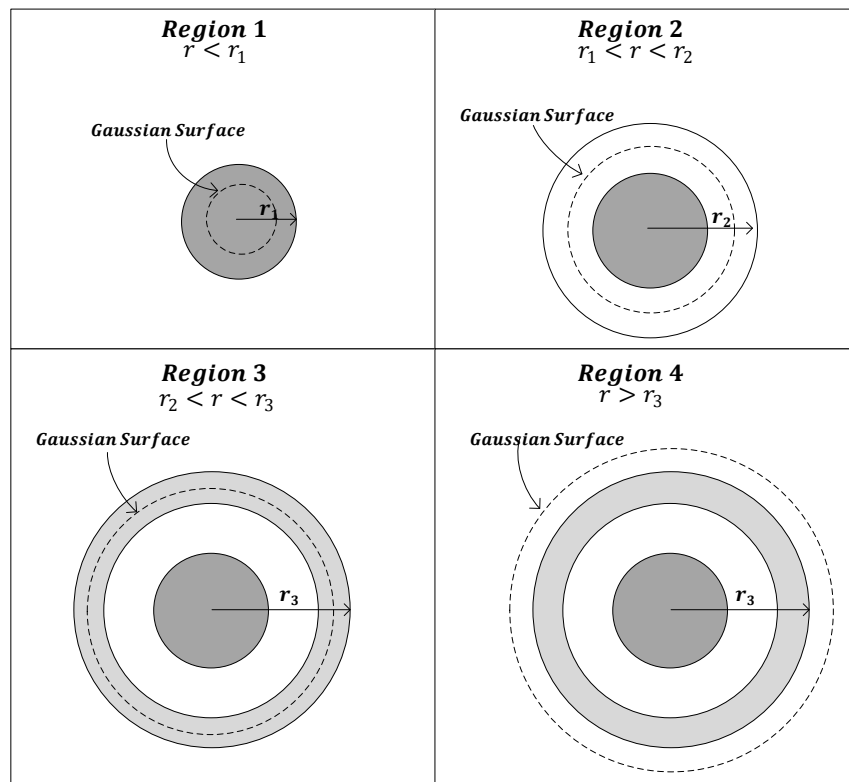 Region 1
r < r₁
Gaussian Surface
r₁
Region 2
r₁ < r < r₂
Gaussian Surface
r₂
Region 3
r₂ < r < r₃
Gaussian Surface
r₃
Region 4
r > r₃
Gaussian Surface
r₃